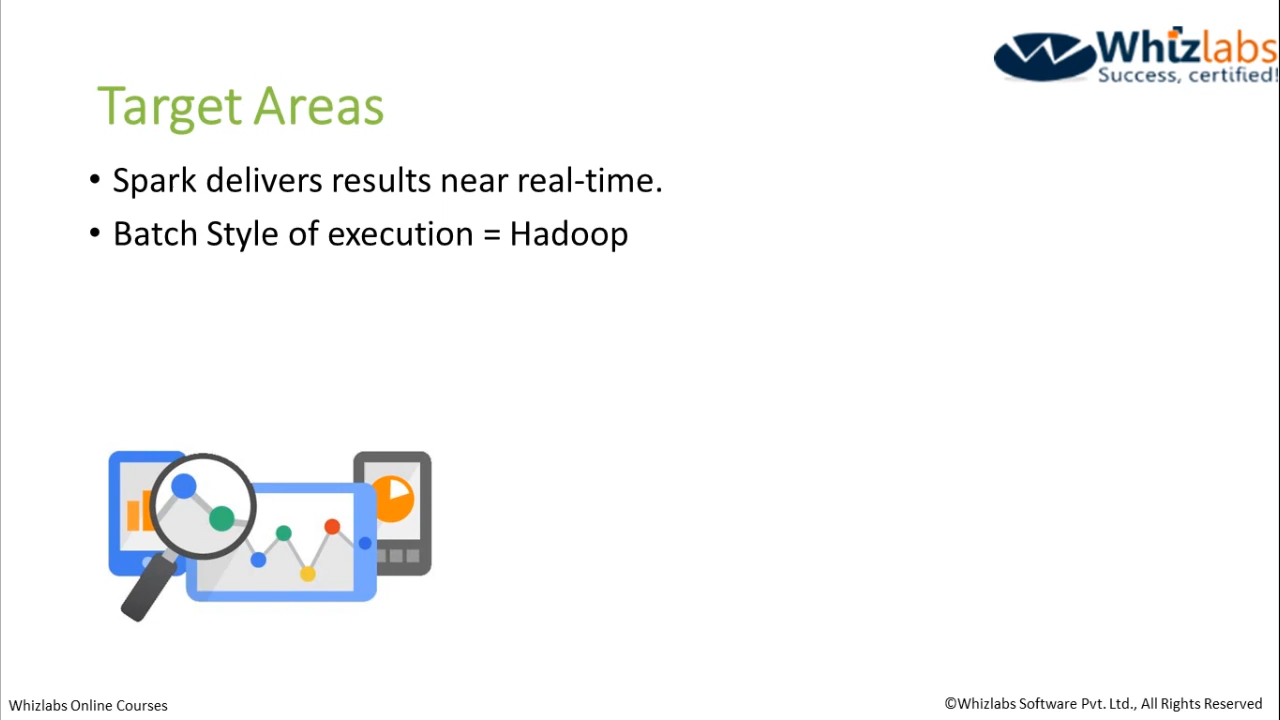 Whizlabs
Success, certified!
Target Areas
• Spark delivers results near real-time.
• Batch Style of execution = Hadoop
Whizlabs Online Courses
©Whizlabs Software Pvt. Ltd., All Rights Reserved